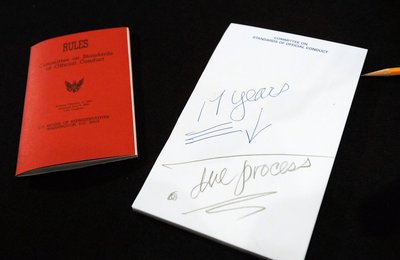 RULES
Committee on Standards
of Official Conduct
U.S. HOUSE OF REPRESENTATIVES
WASHINGTON, D.C.
COMMITTEE ON
STANDARDS OF OFFICIAL CONDUCT
17 years
due process